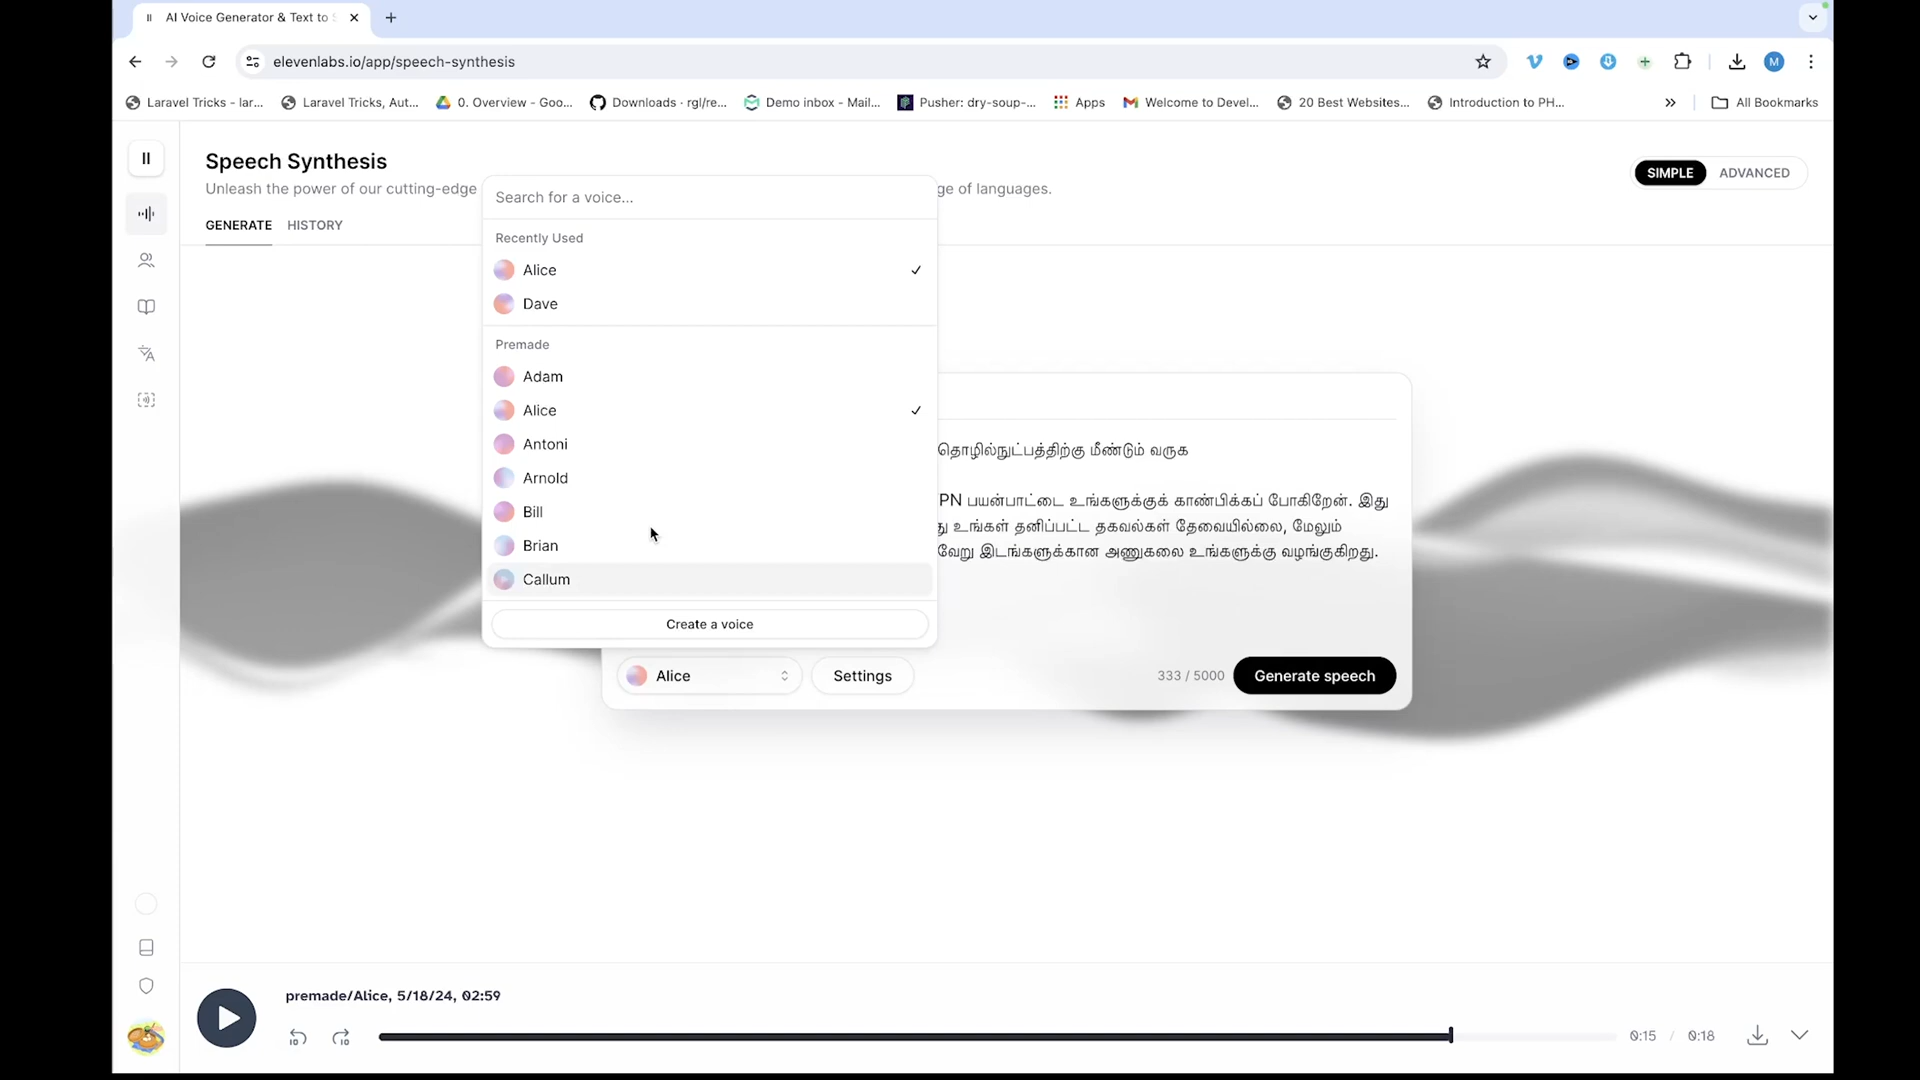 AI Voice Generator & Text to
elevenlabs.io/app/speech-synthesis
M
Laravel Tricks - lar...
Laravel Tricks, Aut...
0. Overview - Goo...
Downloads · rgl/re...
Demo inbox - Mail...
Pusher: dry-soup-...
Apps
Welcome to Devel...
20 Best Websites...
Introduction to PH...
All Bookmarks
Speech Synthesis
Unleash the power of our cutting-edge
ge of languages.
SIMPLE
ADVANCED
GENERATE
HISTORY
Search for a voice...
Recently Used
Alice
Dave
Premade
Adam
Alice
Antoni
Arnold
Bill
Brian
Callum
Create a voice
தொழில்நுட்பத்திற்கு மீண்டும் வருக
PN பயன்பாட்டை உங்களுக்குக் காண்பிக்கப் போகிறேன். இது
து உங்கள் தனிப்பட்ட தகவல்கள் தேவையில்லை, மேலும்
வேறு இடங்களுக்கான அணுகலை உங்களுக்கு வழங்குகிறது.
Alice
Settings
333 / 5000
Generate speech
premade/Alice, 5/18/24, 02:59
10
10
0:15 / 0:18